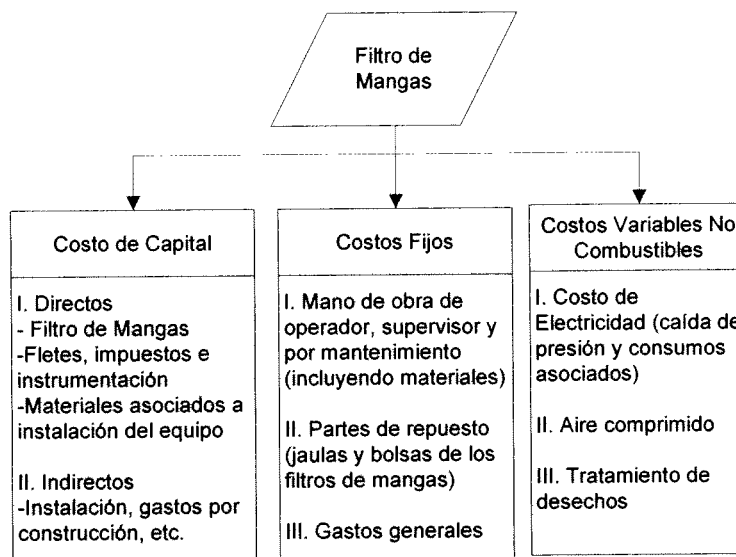 Filtro de
Mangas
Costo de Capital
I. Directos
- Filtro de Mangas
-Fletes, impuestos e
instrumentación
-Materiales asociados a
instalación del equipo
II. Indirectos
-Instalación, gastos por
construcción, etc.
Costos Fijos
I. Mano de obra de
operador, supervisor y
por mantenimiento
(incluyendo materiales)
II. Partes de repuesto
(jaulas y bolsas de los
filtros de mangas)
III. Gastos generales
Costos Variables No
Combustibles
I. Costo de
Electricidad (caída de
presión y consumos
asociados)
II. Aire comprimido
III. Tratamiento de
desechos